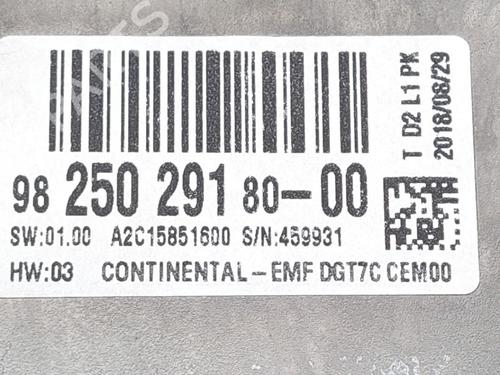 98 250 291 80-00
SW:01.00 A2C15851600 S/N:459931
HW:03 CONTINENTAL-EMF DGT7C CEM00
T D2 L1 PK
2018/08/29